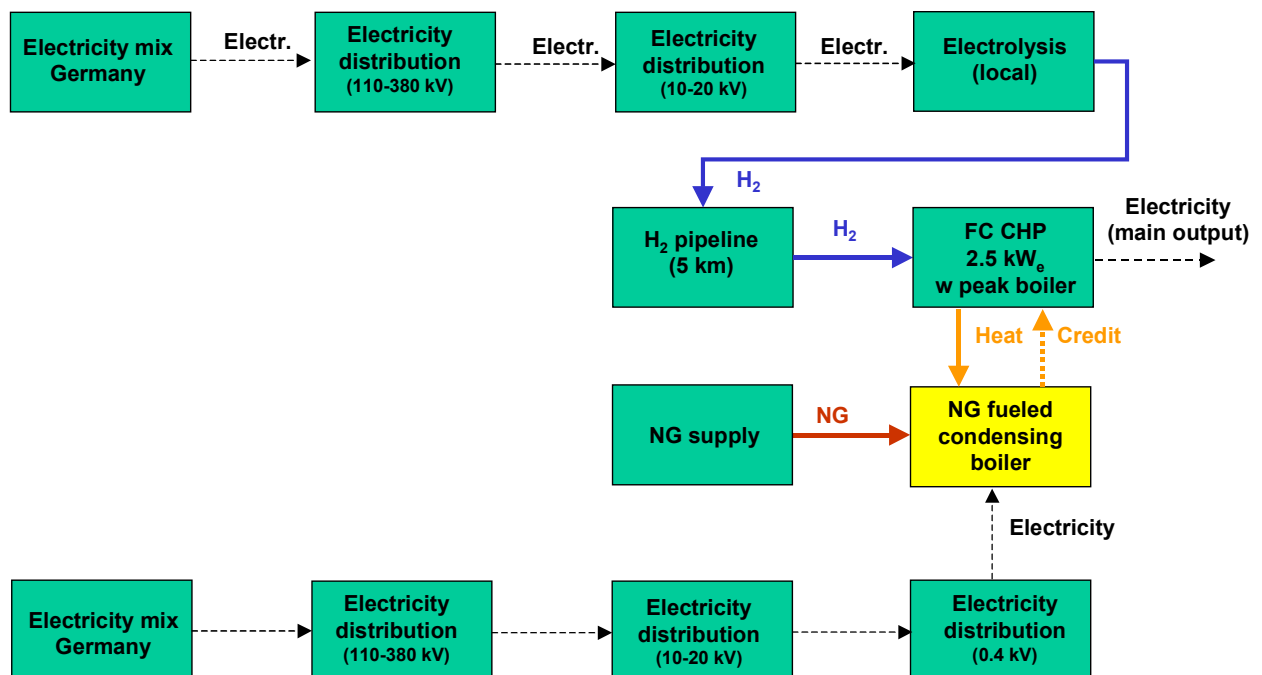 Electricity mix
Germany
Electr.
Electricity
distribution
(110-380 kV)
Electr.
Electricity
distribution
(10-20 kV)
Electr.
Electrolysis
(local)
H₂
H₂ pipeline
(5 km)
H₂
FC CHP
2.5 kWₑ
w peak boiler
Electricity
(main output)
Heat
Credit
NG supply
NG
NG fueled
condensing
boiler
Electricity
Electricity mix
Germany
Electricity
distribution
(110-380 kV)
Electricity
distribution
(10-20 kV)
Electricity
distribution
(0.4 kV)